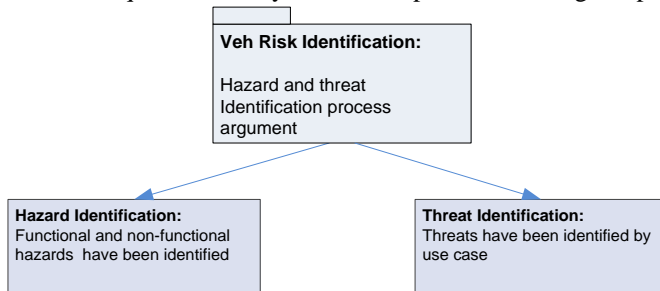 Veh Risk Identification:
Hazard and threat
Identification process
argument
Hazard Identification:
Functional and non-functional
hazards have been identified
Threat Identification:
Threats have been identified by
use case